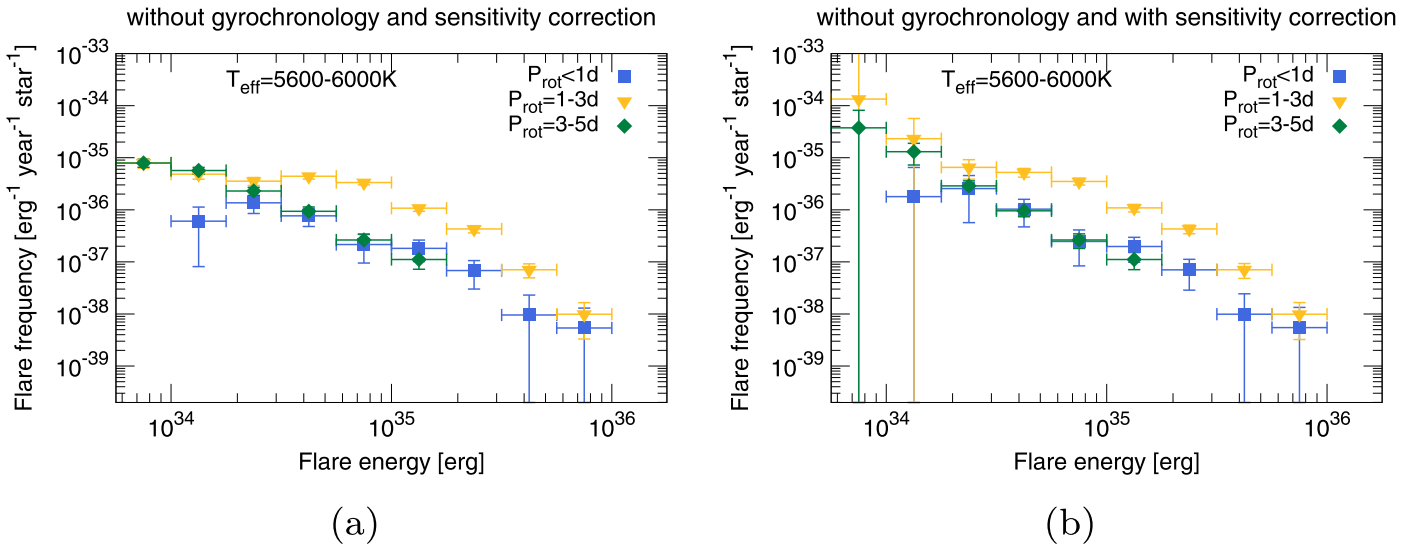 without gyrochronology and sensitivity correction
10^-33
10^-34
10^-35
10^-36
10^-37
10^-38
10^-39
Flare frequency [erg^-1 year^-1 star^-1]
T_eff=5600-6000K
P_rot<1d
P_rot=1-3d
P_rot=3-5d
10^34
10^35
10^36
Flare energy [erg]
(a)
without gyrochronology and with sensitivity correction
10^-33
10^-34
10^-35
10^-36
10^-37
10^-38
10^-39
Flare frequency [erg^-1 year^-1 star^-1]
T_eff=5600-6000K
P_rot<1d
P_rot=1-3d
P_rot=3-5d
10^34
10^35
10^36
Flare energy [erg]
(b)